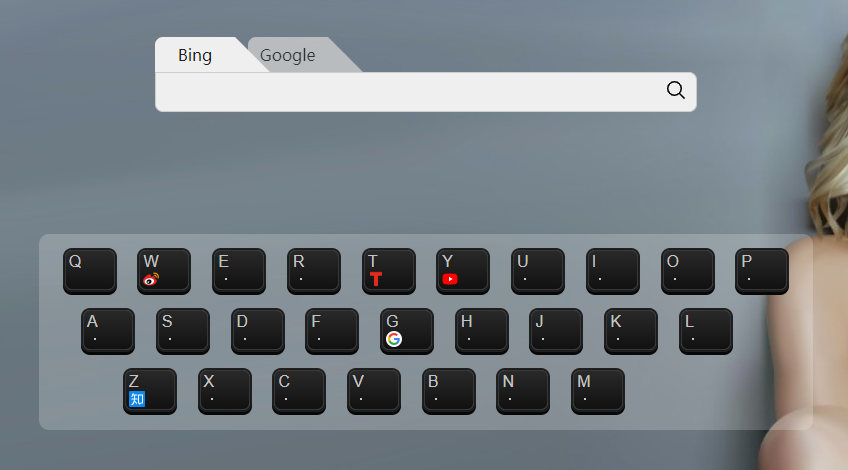 Bing Google
Q W E R T Y U I O P
T
A S D F G H J K L
G
Z X C V B N M
知